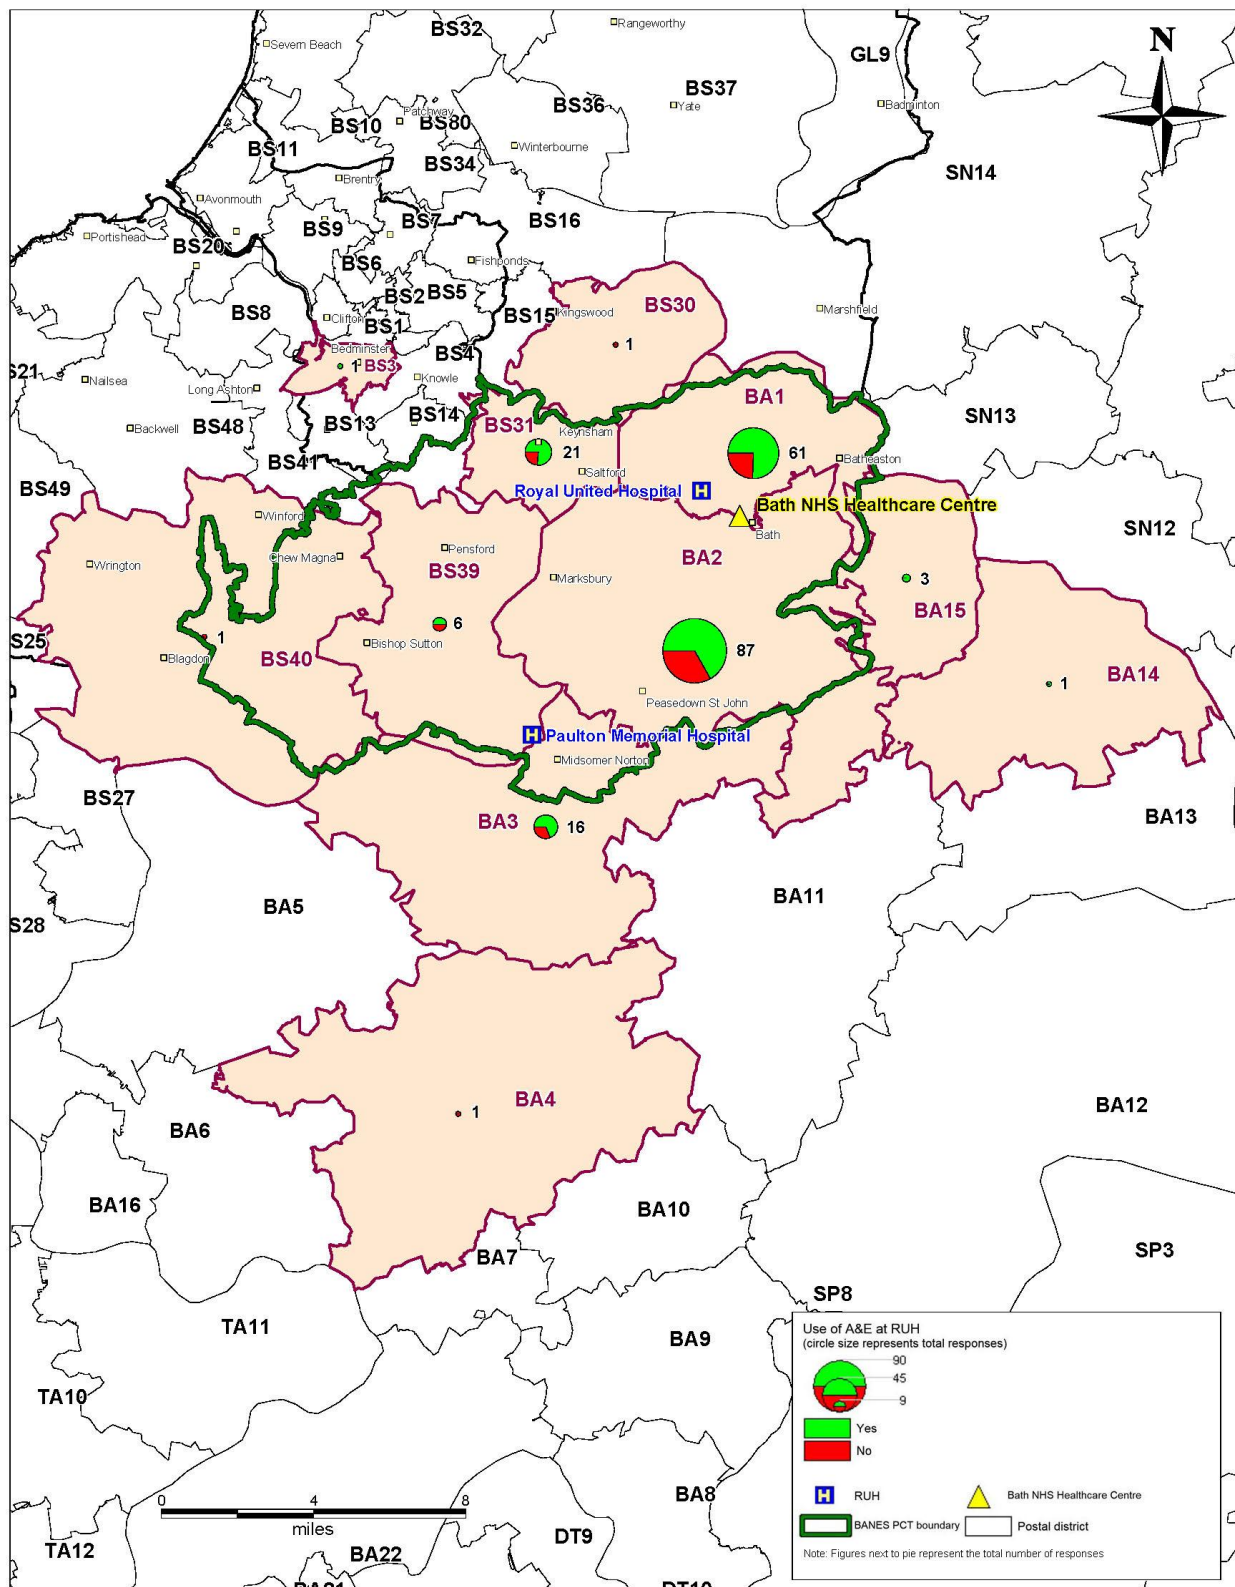 Rangeworthy
BS32
Severn Beach
GL9
N
BS37
BS36
Yate
Badminton
Patchway
BS10
BS80
BS11
Winterbourne
BS34
SN14
Brentry
Avonmouth
BS7
BS16
BS9
Portishead
BS20
BS6
Fishponds
BS2
BS5
BS30
BS8
BS15
Kingswood
Marshfield
Clifton
BS1
1
Bedminster
BS4
1
BS3
S21
Nailsea
Long Ashton
Knowle
BA1
BS14
SN13
BS13
BS31
BS48
Backwell
Keynsham
21
61
Batheaston
BS41
Saltford
BS49
Royal United Hospital
H
Bath NHS Healthcare Centre
Winford
SN12
Bath
Pensford
Chew Magna
BA2
Wrington
BS39
Marksbury
3
BA15
6
1
S25
Bishop Sutton
87
BS40
Blagdon
BA14
1
Peasedown St John
H
Paulton Memorial Hospital
Midsomer Norton
BS27
BA13
BA3
16
BA11
BA5
S28
BA4
1
BA12
BA6
BA16
BA10
SP3
BA7
SP8
TA11
BA9
TA10
Use of A&E at RUH
(circle size represents total responses)
90
45
9
Yes
No
H
RUH
Bath NHS Healthcare Centre
BANES PCT boundary
Postal district
Note: Figures next to pie represent the total number of responses
0
4
8
miles
BA8
DT9
TA12
BA22
BA21
DT10